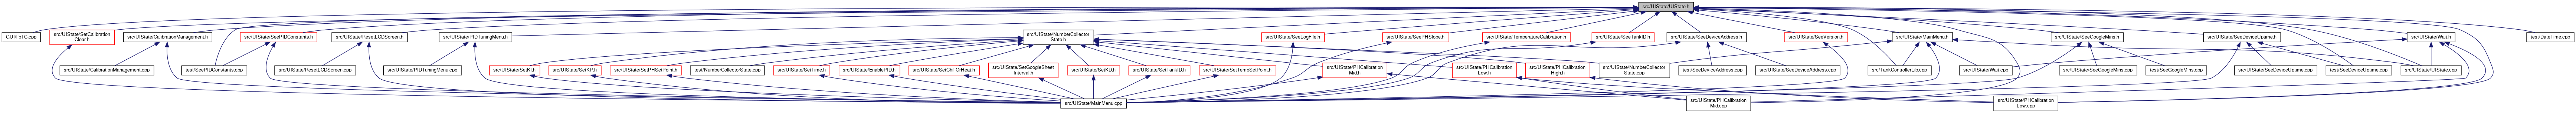 src/UIState/UIState.h
GUI/libTC.cpp
src/UIState/SetCalibration
Clear.h
src/UIState/CalibrationManagement.h
src/UIState/SeePIDConstants.h
src/UIState/ResetLCDScreen.h
src/UIState/PIDTuningMenu.h
src/UIState/NumberCollector
State.h
src/UIState/SeeLogFile.h
src/UIState/SeePHSlope.h
src/UIState/TemperatureCalibration.h
src/UIState/SeeTankID.h
src/UIState/SeeDeviceAddress.h
src/UIState/SeeVersion.h
src/UIState/MainMenu.h
src/UIState/SeeGoogleMins.h
src/UIState/SeeDeviceUptime.h
src/UIState/Wait.h
test/DateTime.cpp
src/UIState/CalibrationManagement.cpp
test/SeePIDConstants.cpp
src/UIState/ResetLCDScreen.cpp
src/UIState/PIDTuningMenu.cpp
src/UIState/SetKI.h
src/UIState/SetKP.h
src/UIState/SetPHSetPoint.h
test/NumberCollectorState.cpp
src/UIState/SetTime.h
src/UIState/EnablePID.h
src/UIState/SetChillOrHeat.h
src/UIState/SetGoogleSheet
Interval.h
src/UIState/SetKD.h
src/UIState/SetTankID.h
src/UIState/SetTempSetPoint.h
src/UIState/PHCalibration
Mid.h
src/UIState/PHCalibration
Low.h
src/UIState/PHCalibration
High.h
src/UIState/NumberCollector
State.cpp
test/SeeDeviceAddress.cpp
src/UIState/SeeDeviceAddress.cpp
src/TankControllerLib.cpp
src/UIState/Wait.cpp
src/UIState/SeeGoogleMins.cpp
test/SeeGoogleMins.cpp
src/UIState/SeeDeviceUptime.cpp
test/SeeDeviceUptime.cpp
src/UIState/UIState.cpp
src/UIState/MainMenu.cpp
src/UIState/PHCalibration
Mid.cpp
src/UIState/PHCalibration
Low.cpp